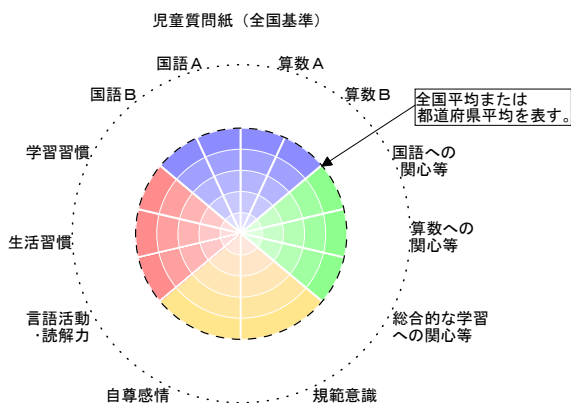 児童質問紙（全国基準）
国語Ａ
算数Ａ
国語Ｂ
算数Ｂ
全国平均または
都道府県平均を表す。
学習習慣
国語への
関心等
生活習慣
算数への
関心等
言語活動
・読解力
総合的な学習
への関心等
自尊感情
規範意識